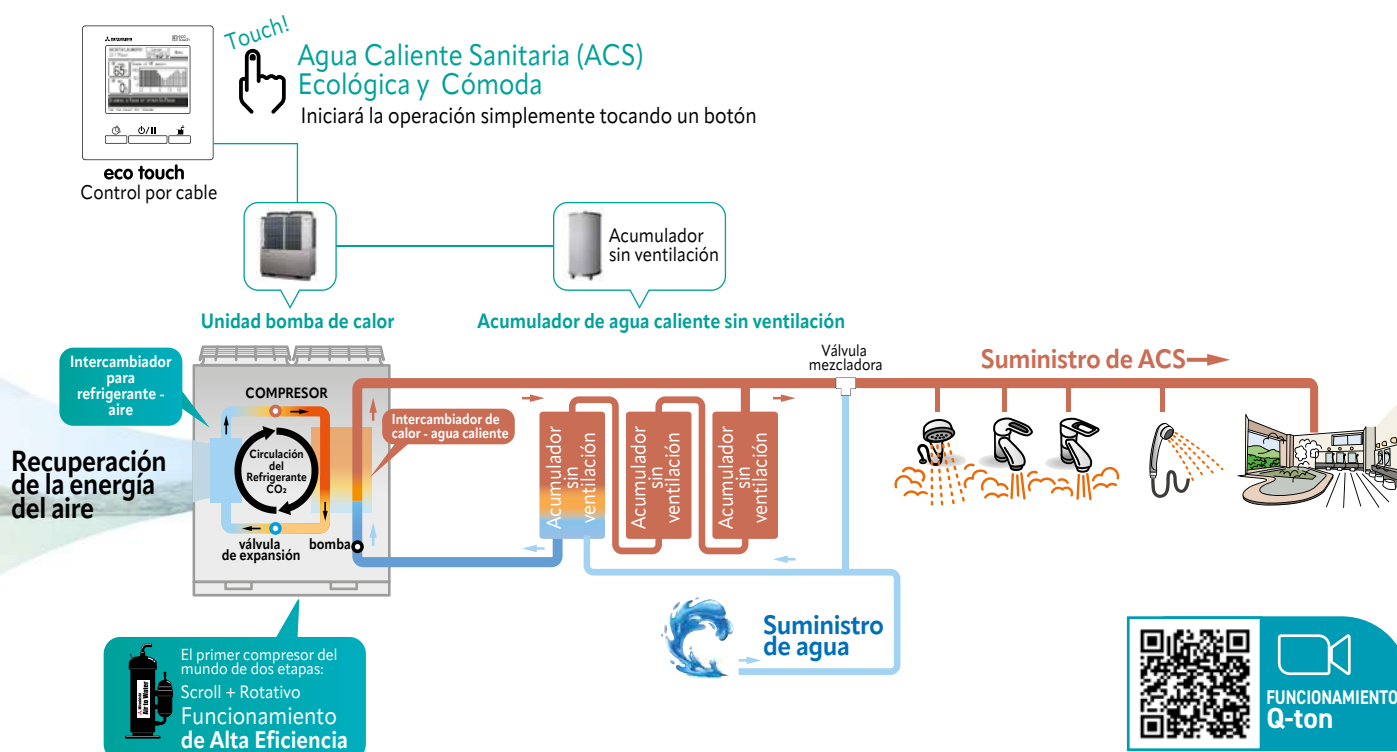 Touch!
Agua Caliente Sanitaria (ACS)
Ecológica y Cómoda
Iniciará la operación simplemente tocando un botón
eco touch
Control por cable
Acumulador
sin ventilación
Unidad bomba de calor
Acumulador de agua caliente sin ventilación
Intercambiador
para
refrigerante -
aire
COMPRESOR
Circulación
del
Refrigerante
CO₂
válvula
de expansión
bomba
Intercambiador de
calor - agua caliente
Recuperación
de la energía
del aire
Acumulador
sin
ventilación
Acumulador
sin
ventilación
Acumulador
sin
ventilación
Válvula
mezcladora
Suministro de ACS
Suministro
de agua
El primer compresor del
mundo de dos etapas:
Scroll + Rotativo
Funcionamiento
de Alta Eficiencia
Air to Water
FUNCIONAMIENTO
Q-ton